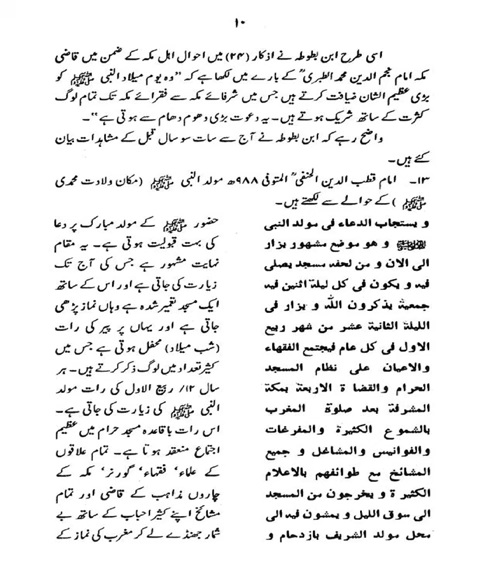 ۱۰
اسی طرح ابن بطوطہ نے اذکار (۲۴) میں احوال اہل مکہ کے ضمن میں قاضی
مکہ امام نجم الدین محمد الطبریؒ کے بارے میں لکھا ہے کہ ”وہ یوم میلاد النبی ﷺ کو
بڑی عظیم الشان ضیافت کرتے ہیں جس میں شرفائے مکہ سے فقرائے مکہ تک تمام لوگ
کثرت کے ساتھ شریک ہوتے ہیں۔ یہ دعوت بڑی دھوم دھام سے ہوتی ہے“۔
واضح رہے کہ ابن بطوطہ نے آج سے سات سو سال قبل کے مشاہدات بیان
کئے ہیں۔
۱۳۔ امام قطب الدین الحنفیؒ المتوفی ۹۸۸ھ مولد النبی ﷺ (مکان ولادت محمدی
ﷺ) کے حوالے سے لکھتے ہیں۔
و یستجاب الدعاء فی مولد النبی
ﷺ و هو موضع مشهور یزار
الی الان و من لحفد مسجد یصلی
فیه و یکون فی کل لیلة اثنین فیه
جمعیة یذکرون اللہ و یزار فی
اللیلة الثانیة عشر من شهر ربیع
الاول فی کل عام فیجتمع الفقهاء
والاعیان علی نظام المسجد
الحرام والقضاة الاربعة بمکة
المشرفة بعد صلوة المغرب
بالشموع الکثیرة والمفرغات
والفوانیس والمشاغل و جمیع
المشائخ مع طوائفهم بالاعلام
الکثیرة و یخرجون من المسجد
الی سوق اللیل و یمشون فیه الی
محل مولد الشریف بازدحام و
حضور ﷺ کے مولد مبارک پر دعا
کی بہت قبولیت ہوتی ہے۔ یہ مقام
نہایت مشہور ہے جس کی آج تک
زیارت کی جاتی ہے اور اس کے ساتھ
ایک مسجد تعمیر شدہ ہے وہاں نماز پڑھی
جاتی ہے اور یہاں پر پیر کی رات
(شب میلاد) محفل ہوتی ہے جس میں
کثیر تعداد میں لوگ ذکر کرتے ہیں۔ ہر
سال ۱۲/ ربیع الاول کی رات مولد
النبی ﷺ کی زیارت کی جاتی ہے۔
اس رات باقاعدہ مسجد حرام میں عظیم
اجتماع منعقد ہوتا ہے۔ تمام علاقوں
کے علماء، فقہاء، گورنر، مکہ کے
چاروں مذاہب کے قاضی اور تمام
مشائخ اپنے کثیر احباب کے ساتھ بے
شمار جھنڈے لے کر مغرب کی نماز کے